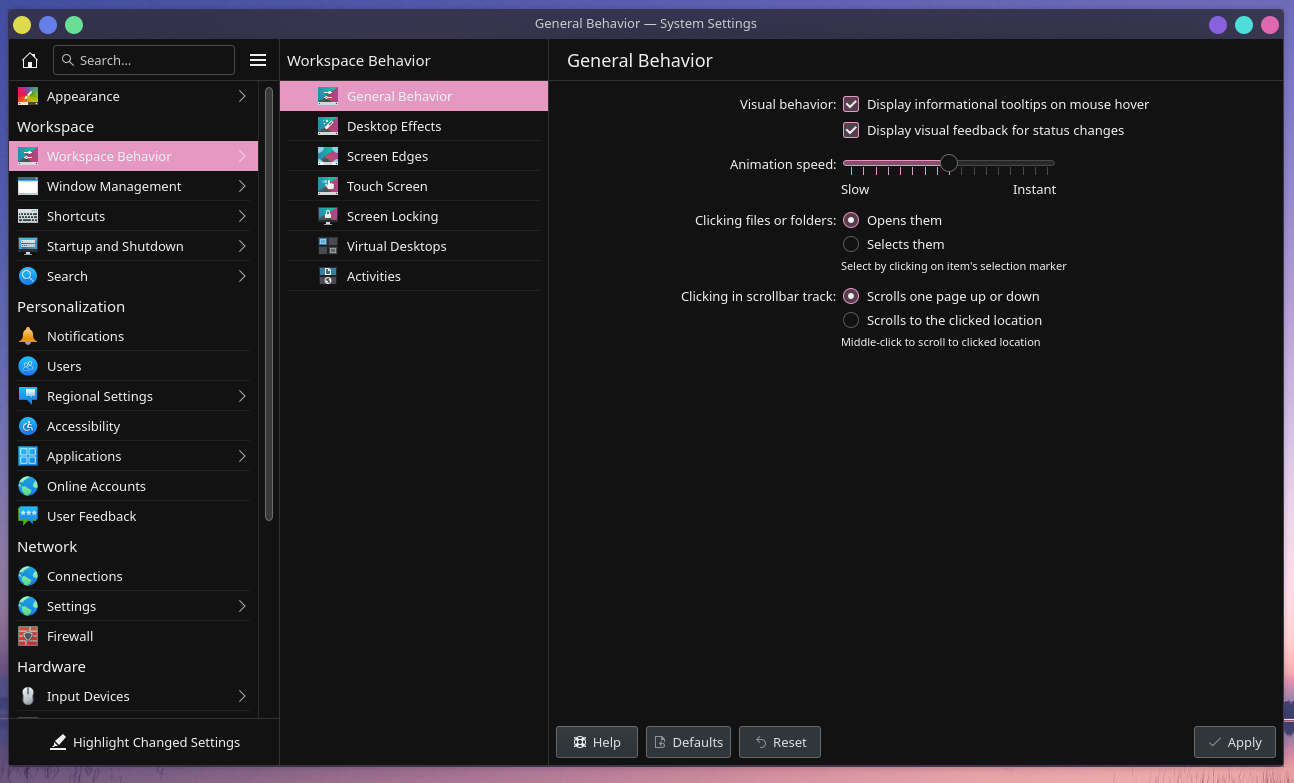 General Behavior — System Settings
Search...
Appearance
Workspace
Workspace Behavior
Window Management
Shortcuts
Startup and Shutdown
Search
Personalization
Notifications
Users
Regional Settings
Accessibility
Applications
Online Accounts
User Feedback
Network
Connections
Settings
Firewall
Hardware
Input Devices
Highlight Changed Settings
Workspace Behavior
General Behavior
Desktop Effects
Screen Edges
Touch Screen
Screen Locking
Virtual Desktops
Activities
General Behavior
Visual behavior: Display informational tooltips on mouse hover
Display visual feedback for status changes
Animation speed:
Slow Instant
Clicking files or folders: Opens them
Selects them
Select by clicking on item's selection marker
Clicking in scrollbar track: Scrolls one page up or down
Scrolls to the clicked location
Middle-click to scroll to clicked location
Help Defaults Reset Apply